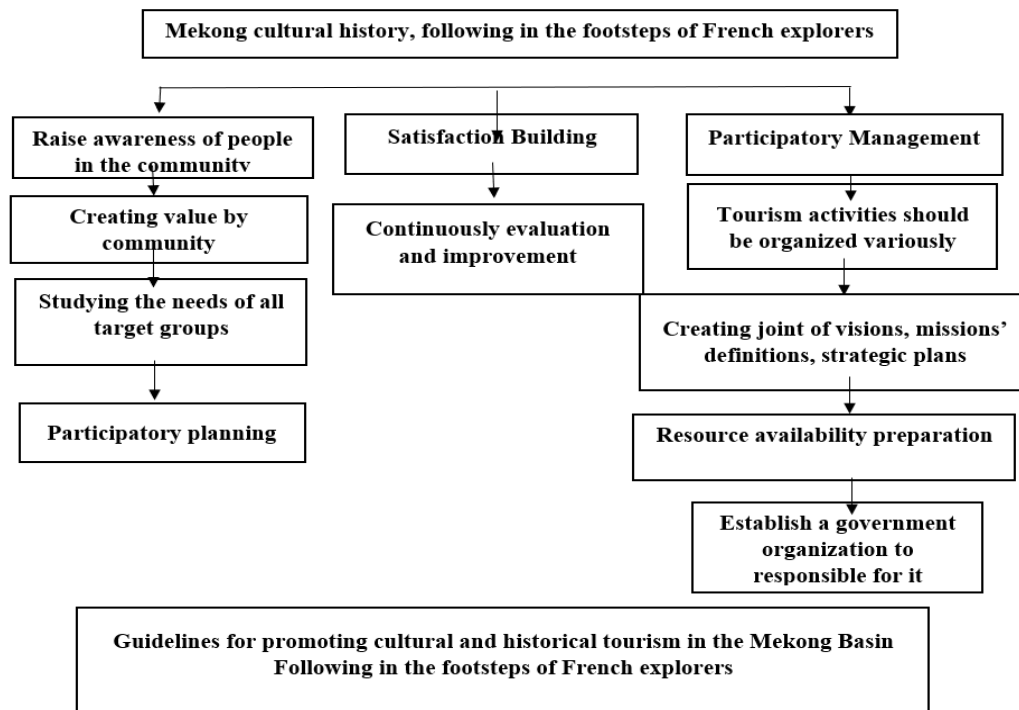 Mekong cultural history, following in the footsteps of French explorers
Raise awareness of people
in the community
Satisfaction Building
Participatory Management
Creating value by
community
Continuously evaluation
and improvement
Tourism activities should
be organized variously
Studying the needs of all
target groups
Creating joint of visions, missions’
definitions, strategic plans
Participatory planning
Resource availability preparation
Establish a government
organization to
responsible for it
Guidelines for promoting cultural and historical tourism in the Mekong Basin
Following in the footsteps of French explorers